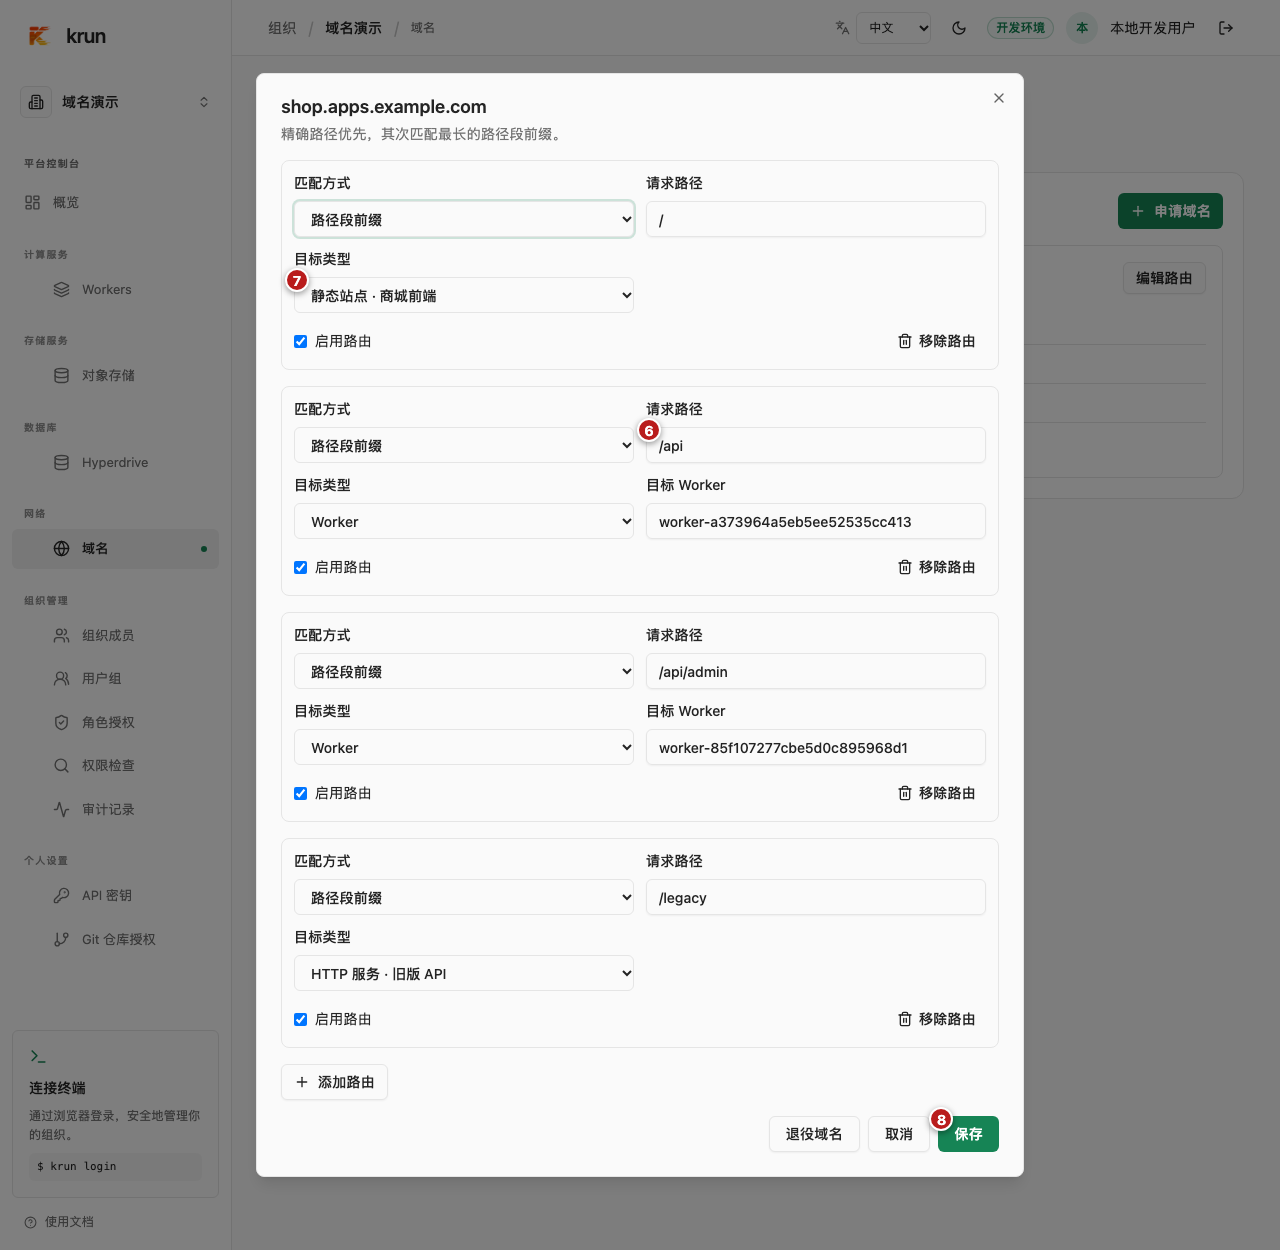 krun
组织 / 域名演示 / 域名
中文
开发环境
本
本地开发用户
域名演示
平台控制台
概览
计算服务
Workers
存储服务
对象存储
数据库
Hyperdrive
网络
域名
组织管理
组织成员
用户组
角色授权
权限检查
审计记录
个人设置
API 密钥
Git 仓库授权
连接终端
通过浏览器登录，安全地管理你
的组织。
$ krun login
使用文档
申请域名
编辑路由
shop.apps.example.com
精确路径优先，其次匹配最长的路径段前缀。
匹配方式
请求路径
路径段前缀
/
目标类型
7
静态站点 · 商城前端
启用路由
移除路由
匹配方式
请求路径
6
路径段前缀
/api
目标类型
目标 Worker
Worker
worker-a373964a5eb5ee52535cc413
启用路由
移除路由
匹配方式
请求路径
路径段前缀
/api/admin
目标类型
目标 Worker
Worker
worker-85f107277cbe5d0c895968d1
启用路由
移除路由
匹配方式
请求路径
路径段前缀
/legacy
目标类型
HTTP 服务 · 旧版 API
启用路由
移除路由
添加路由
退役域名
取消
8
保存